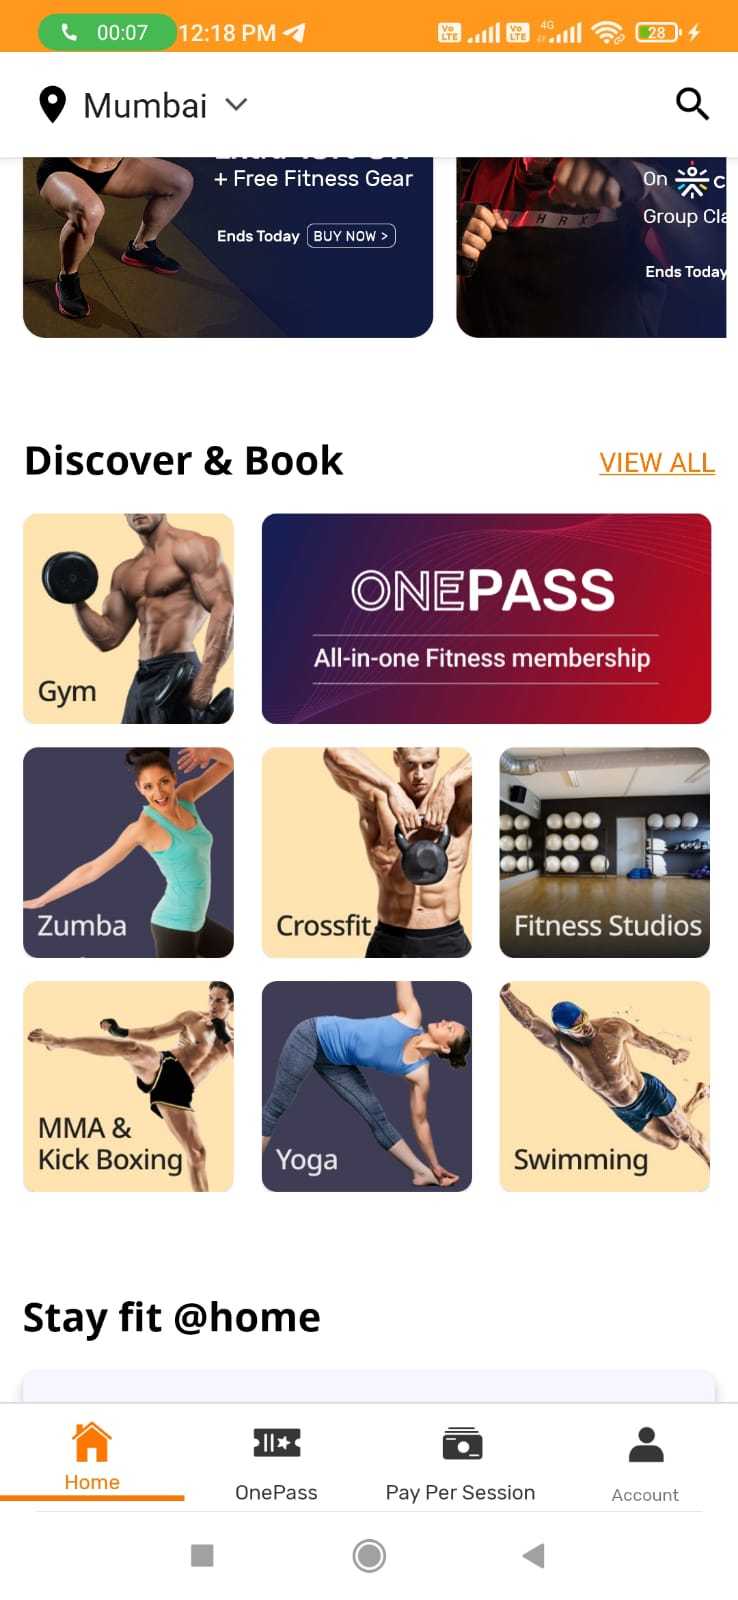 00:07 12:18 PM Vo LTE Vo LTE 4G 28
Mumbai
+ Free Fitness Gear
Ends Today BUY NOW >
On
HRX
Group
Ends Today
Discover & Book
VIEW ALL
Gym
ONEPASS
All-in-one Fitness membership
Zumba
Crossfit
Fitness Studios
MMA &
Kick Boxing
Yoga
Swimming
Stay fit @home
Home
OnePass
Pay Per Session
Account